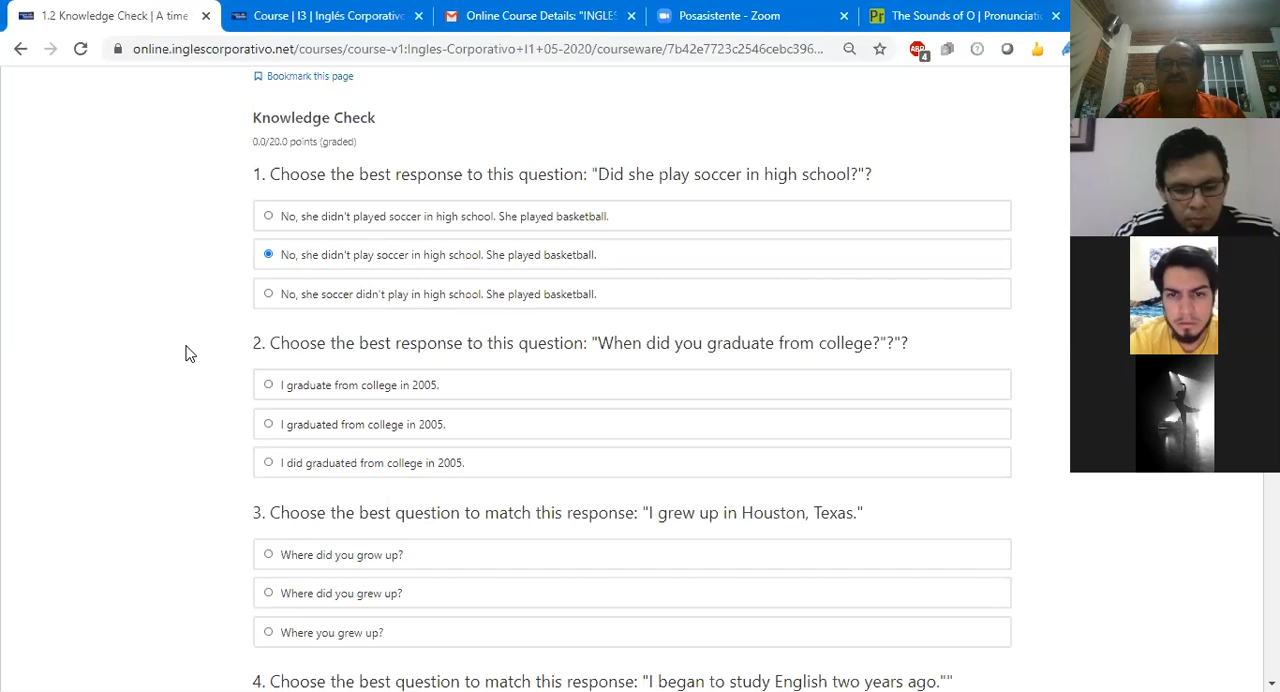 1.2 Knowledge Check | A time
Course | I3 | Inglés Corporativo
Online Course Details: "INGLES
Posasistente - Zoom
The Sounds of O | Pronunciatio
online.inglescorporativo.net/courses/course-v1:Ingles-Corporativo+I1+05-2020/courseware/7b42e7723c2546cebc396...
ABP
4
Bookmark this page
Knowledge Check
0.0/20.0 points (graded)
1. Choose the best response to this question: "Did she play soccer in high school?"?
No, she didn't played soccer in high school. She played basketball.
No, she didn't play soccer in high school. She played basketball.
No, she soccer didn't play in high school. She played basketball.
2. Choose the best response to this question: "When did you graduate from college?"?"?
I graduate from college in 2005.
I graduated from college in 2005.
I did graduated from college in 2005.
3. Choose the best question to match this response: "I grew up in Houston, Texas."
Where did you grow up?
Where did you grew up?
Where you grew up?
4. Choose the best question to match this response: "I began to study English two years ago.""